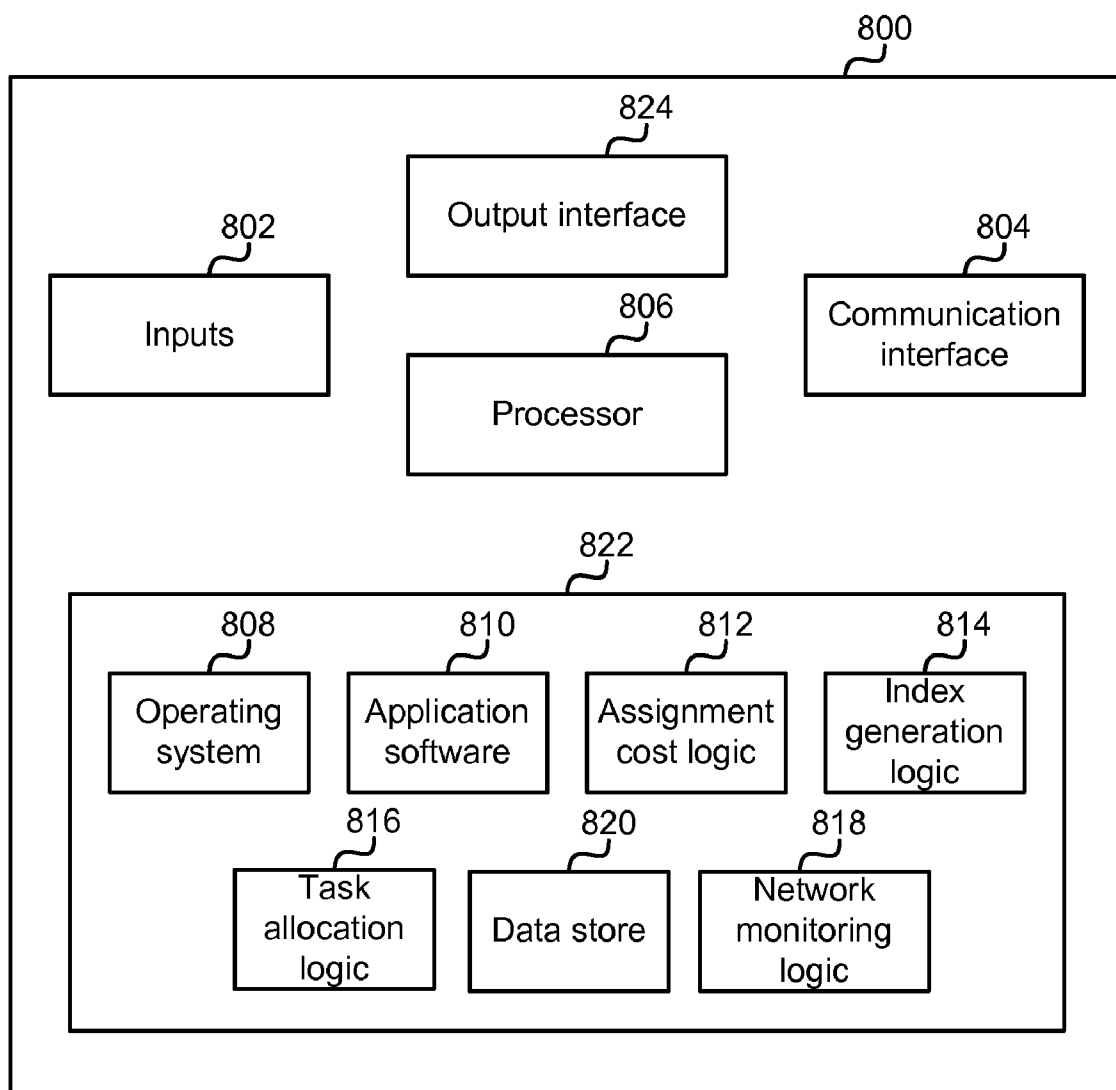 800
824
Output interface
802
Inputs
804
Communication
interface
806
Processor
822
808
Operating
system
810
Application
software
812
Assignment
cost logic
814
Index
generation
logic
816
Task
allocation
logic
820
Data store
818
Network
monitoring
logic